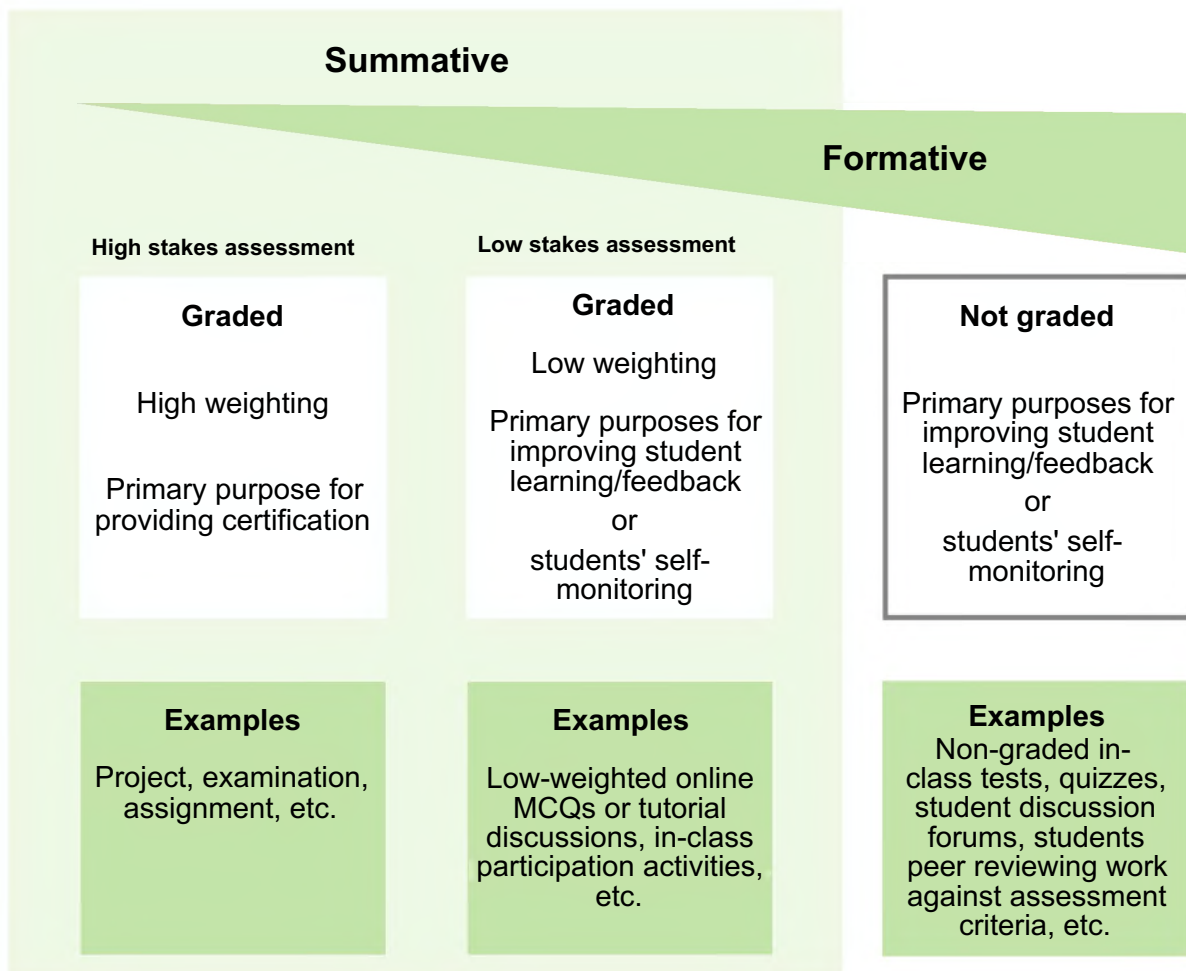 Summative
Formative
High stakes assessment
Graded
High weighting
Primary purpose for
providing certification
Low stakes assessment
Graded
Low weighting
Primary purposes for
improving student
learning/feedback
or
students' self-
monitoring
Not graded
Primary purposes for
improving student
learning/feedback
or
students' self-
monitoring
Examples
Project, examination,
assignment, etc.
Examples
Low-weighted online
MCQs or tutorial
discussions, in-class
participation activities,
etc.
Examples
Non-graded in-
class tests, quizzes,
student discussion
forums, students
peer reviewing work
against assessment
criteria, etc.